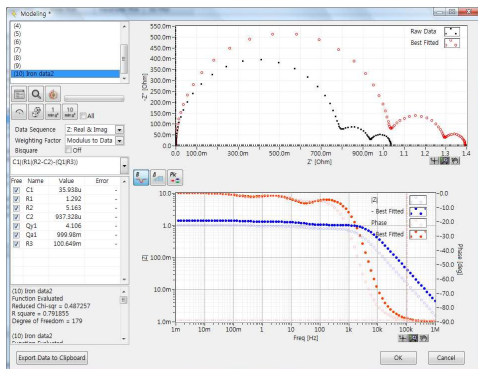 Modeling *
(4)
(5)
(6)
(7)
(8)
(9)
(10) Iron data2
1 min
10 min
All
Data Sequence Z: Real & Imag
Weighting Factor Modulus to Data
Bisquare Off
C1(R1(R2-C2)-(Q1(R3))
Free Name Value Error
C1 35.938u -
R1 1.292 -
R2 5.163 -
C2 937.328u -
Qy1 4.106 -
Qa1 999.98m -
R3 100.649m -
(10) Iron data2
Function Evaluated
Reduced Chi-sqr = 0.487257
R square = 0.791855
Degree of Freedom = 179
(10) Iron data2
Function Evaluated
Export Data to Clipboard
550.0m
500.0m
450.0m
400.0m
350.0m
300.0m
250.0m
200.0m
150.0m
100.0m
50.0m
0.0
-Z" [Ohm]
0.0 100.0m 300.0m 500.0m 700.0m 900.0m 1.0 1.1 1.2 1.3 1.4
Z' [Ohm]
Raw Data
Best Fitted
B B Pic
10.0
1.0
100.0m
10.0m
1.0m
|Z|
1m 10m 100m 1 10 100 1k 10k 100k 1M
Freq [Hz]
-0.0
-10.0
-20.0
-30.0
-40.0
-50.0
-60.0
-70.0
-80.0
-90.0
Phase [deg]
|Z|
- Best Fitted
Phase
- Best Fitted
OK Cancel